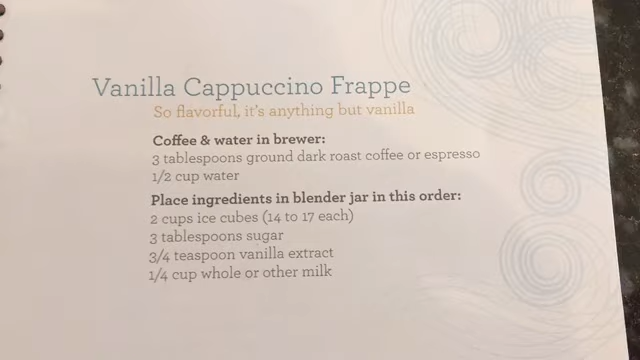 Vanilla Cappuccino Frappe
So flavorful, it's anything but vanilla
Coffee & water in brewer:
3 tablespoons ground dark roast coffee or espresso
1/2 cup water
Place ingredients in blender jar in this order:
2 cups ice cubes (14 to 17 each)
3 tablespoons sugar
3/4 teaspoon vanilla extract
1/4 cup whole or other milk